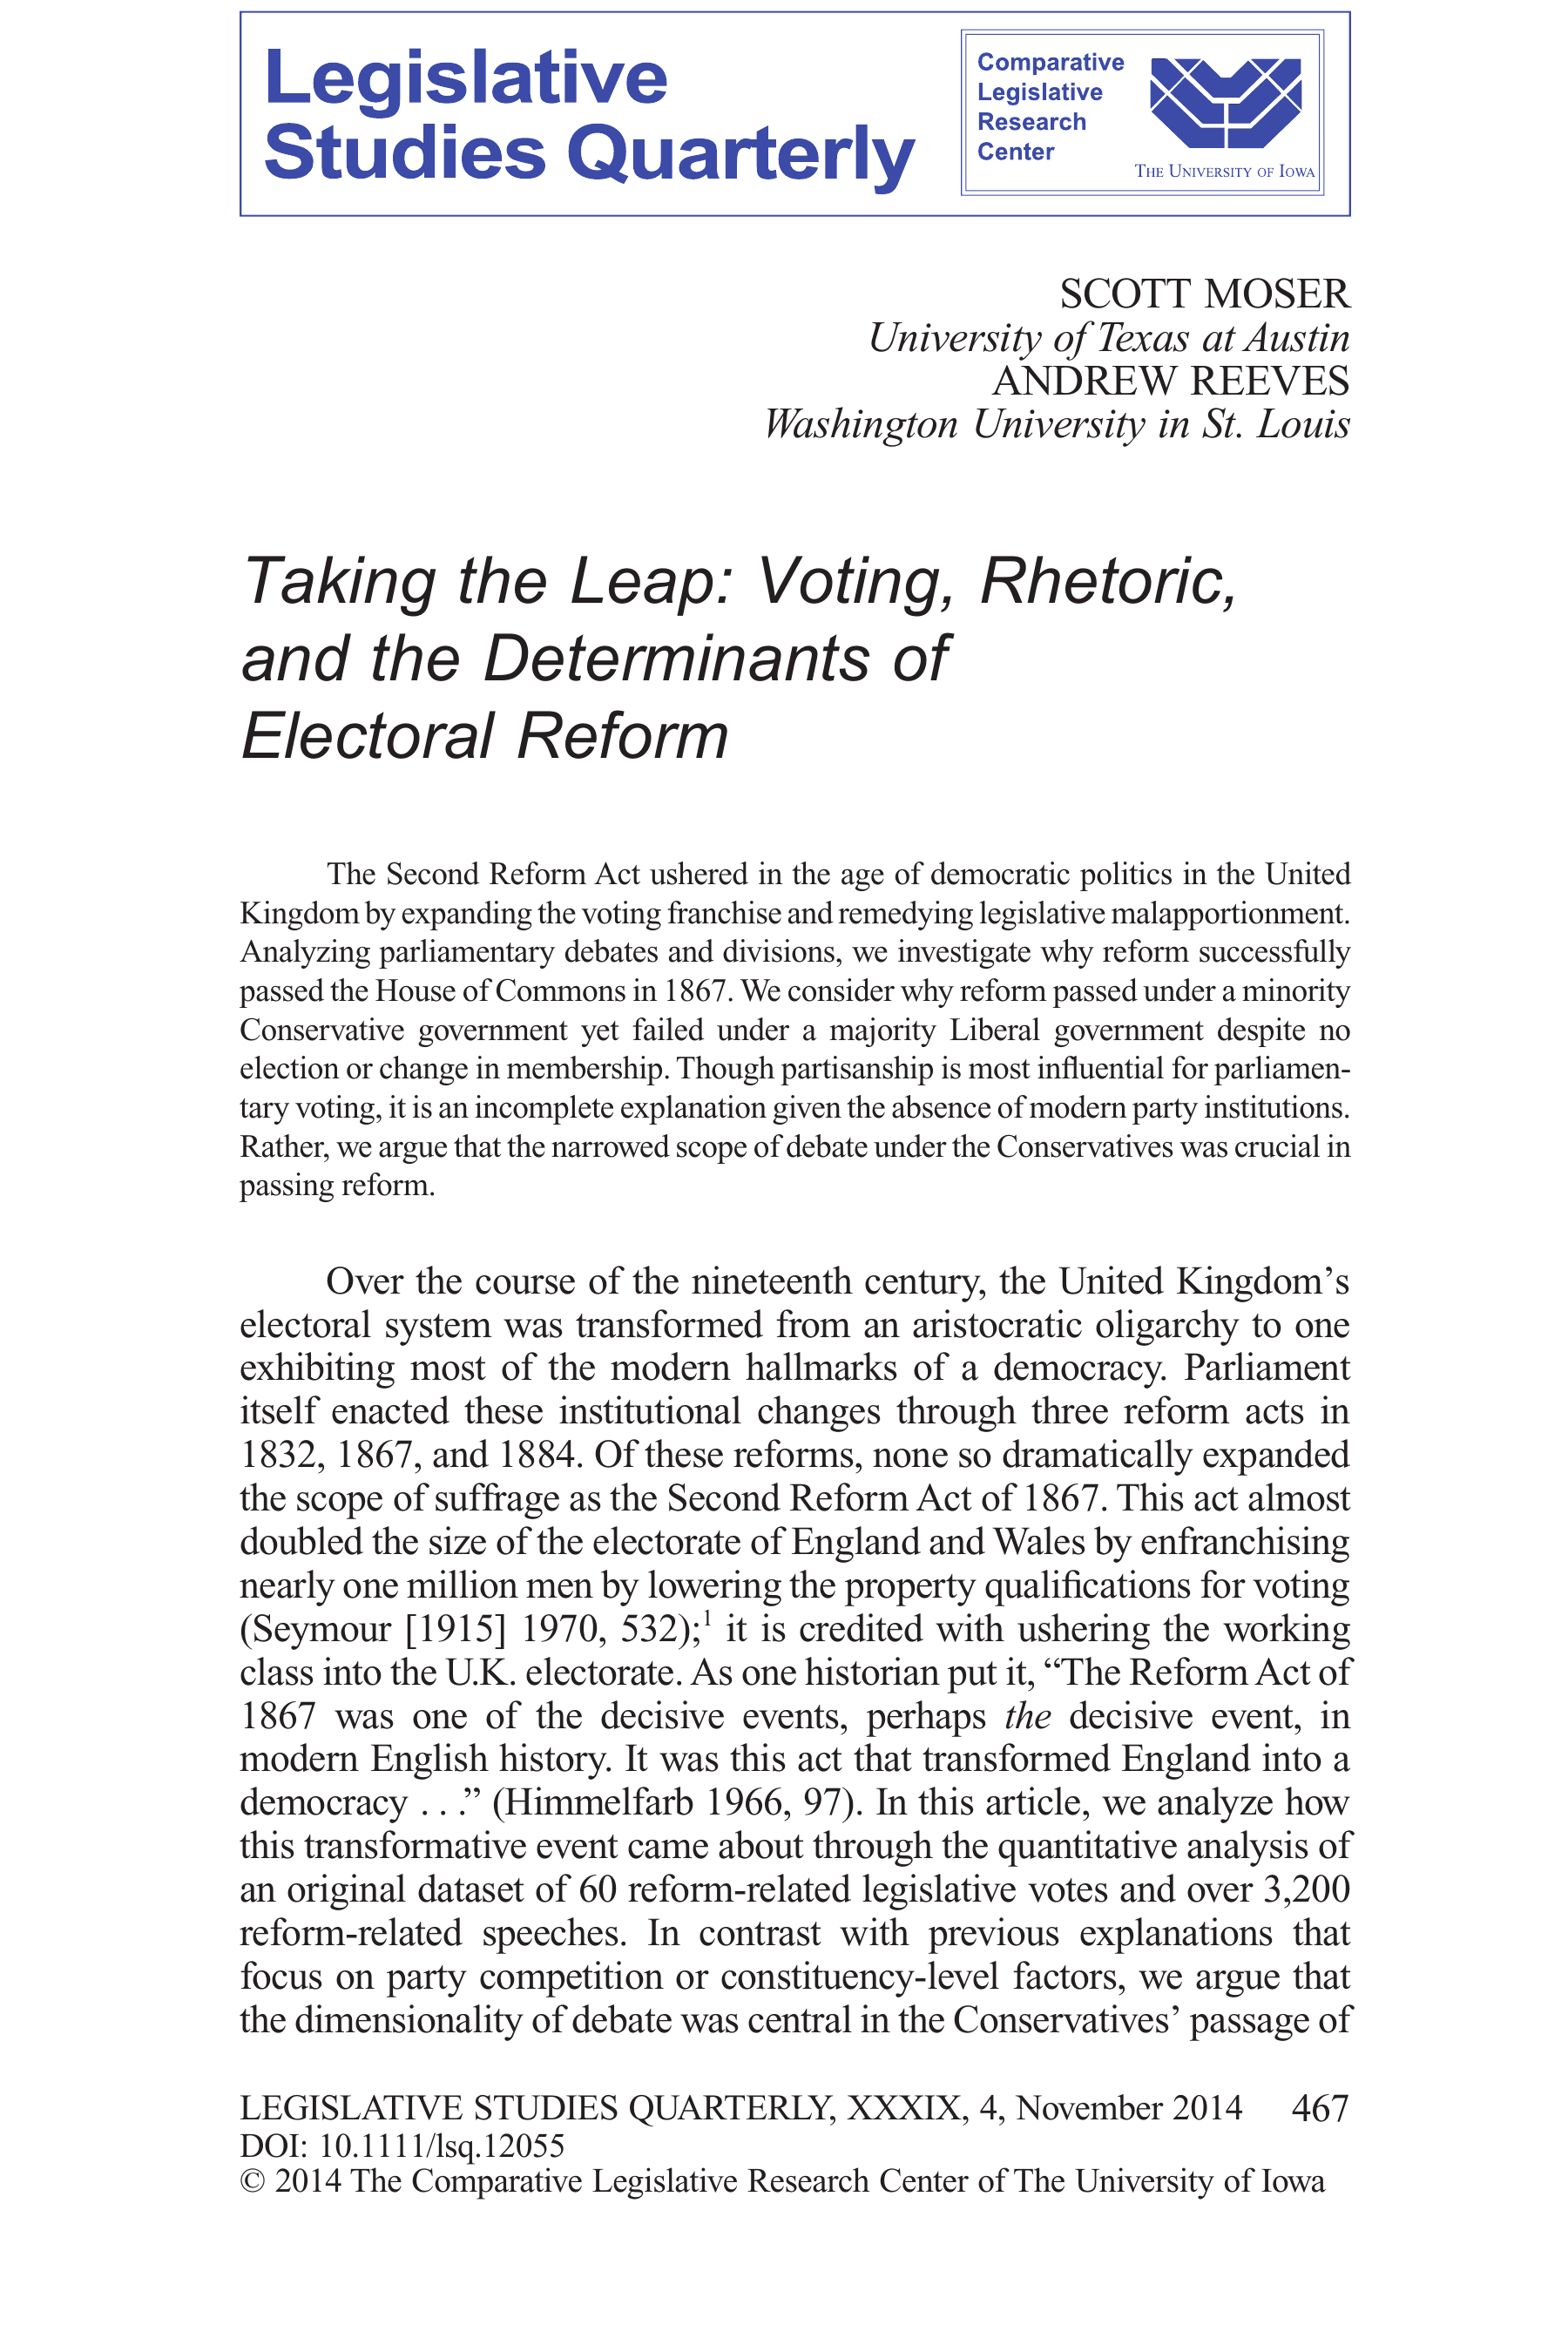 Legislative
Studies Quarterly
Comparative
Legislative
Research
Center
THE UNIVERSITY OF IOWA
SCOTT MOSER
University of Texas at Austin
ANDREW REEVES
Washington University in St. Louis
Taking the Leap: Voting, Rhetoric,
and the Determinants of
Electoral Reform
The Second Reform Act ushered in the age of democratic politics in the United
Kingdom by expanding the voting franchise and remedying legislative malapportionment.
Analyzing parliamentary debates and divisions, we investigate why reform successfully
passed the House of Commons in 1867. We consider why reform passed under a minority
Conservative government yet failed under a majority Liberal government despite no
election or change in membership. Though partisanship is most influential for parliamen-
tary voting, it is an incomplete explanation given the absence of modern party institutions.
Rather, we argue that the narrowed scope of debate under the Conservatives was crucial in
passing reform.
Over the course of the nineteenth century, the United Kingdom’s
electoral system was transformed from an aristocratic oligarchy to one
exhibiting most of the modern hallmarks of a democracy. Parliament
itself enacted these institutional changes through three reform acts in
1832, 1867, and 1884. Of these reforms, none so dramatically expanded
the scope of suffrage as the Second Reform Act of 1867. This act almost
doubled the size of the electorate of England and Wales by enfranchising
nearly one million men by lowering the property qualifications for voting
(Seymour [1915] 1970, 532);1 it is credited with ushering the working
class into the U.K. electorate. As one historian put it, “The Reform Act of
1867 was one of the decisive events, perhaps the decisive event, in
modern English history. It was this act that transformed England into a
democracy . . .” (Himmelfarb 1966, 97). In this article, we analyze how
this transformative event came about through the quantitative analysis of
an original dataset of 60 reform-related legislative votes and over 3,200
reform-related speeches. In contrast with previous explanations that
focus on party competition or constituency-level factors, we argue that
the dimensionality of debate was central in the Conservatives’ passage of
LEGISLATIVE STUDIES QUARTERLY, XXXIX, 4, November 2014 467
DOI: 10.1111/lsq.12055
© 2014 The Comparative Legislative Research Center of The University of Iowa